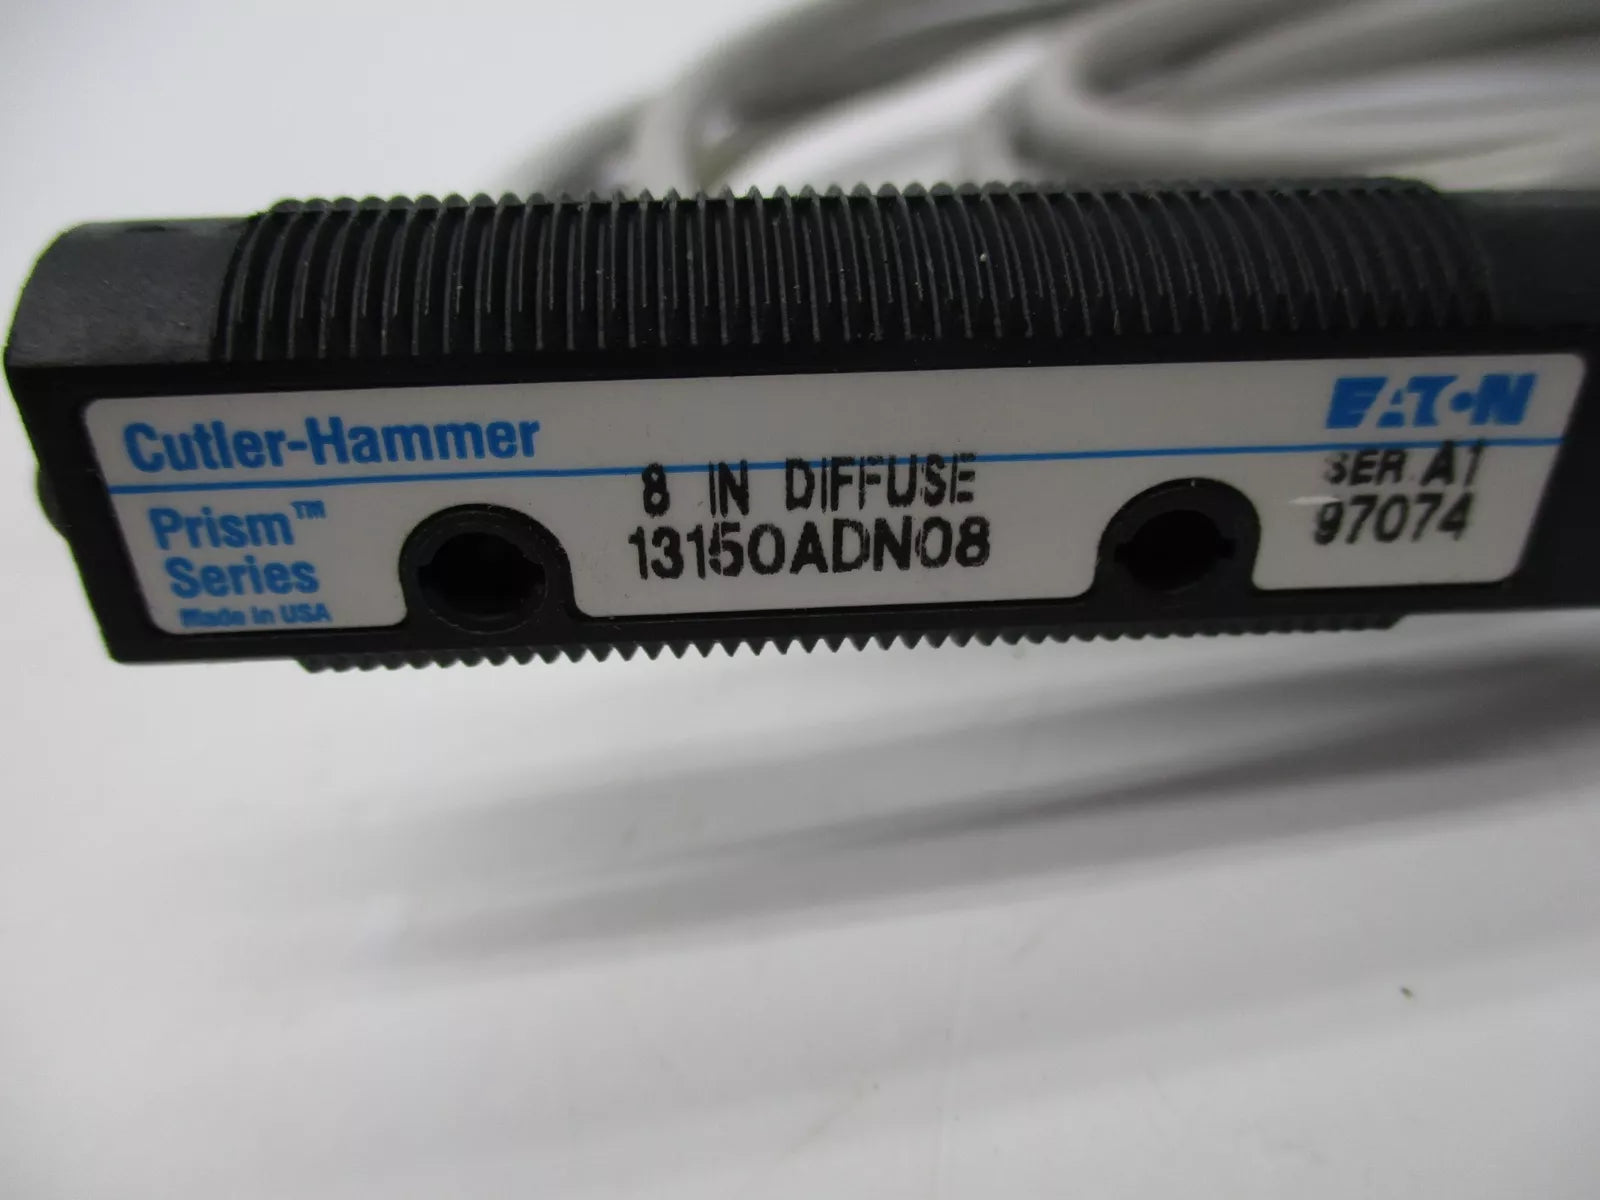 Cutler-Hammer
EATON
Prism™
Series
Made in USA
8 IN DIFFUSE
13150ADN08
SER A1
97074